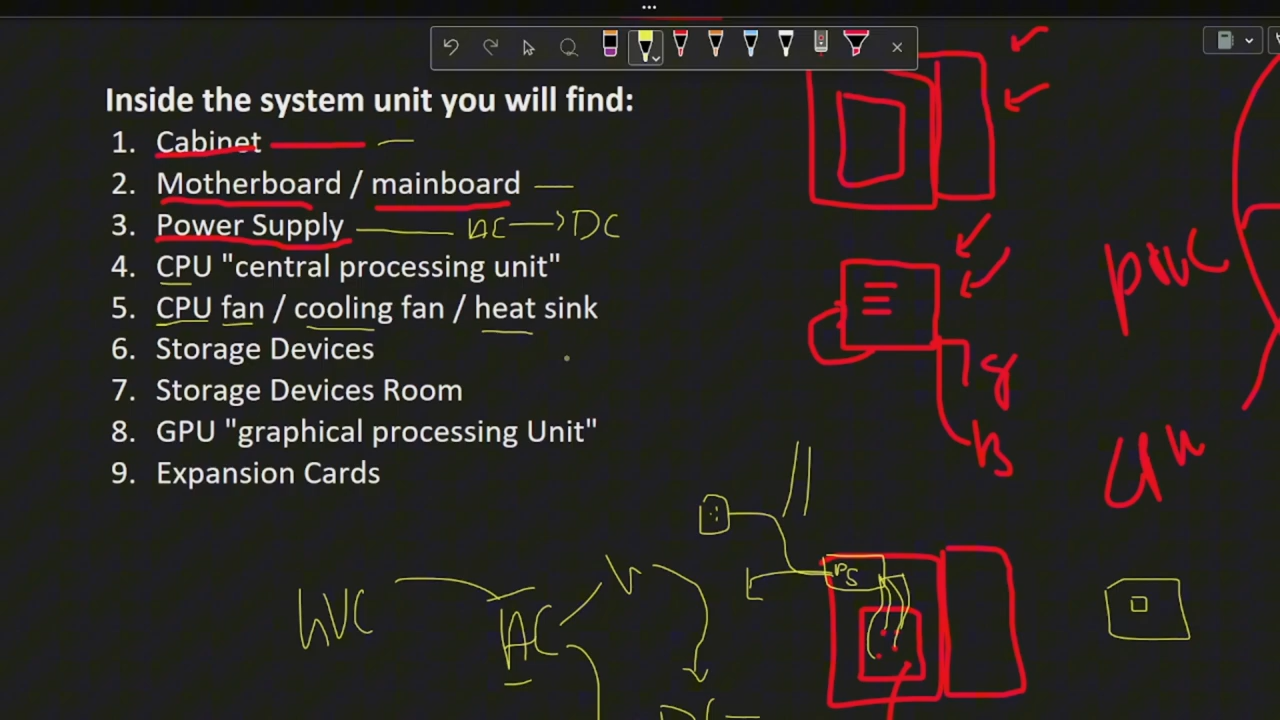 Inside the system unit you will find:
1. Cabinet
2. Motherboard / mainboard
3. Power Supply AC → DC
4. CPU "central processing unit"
5. CPU fan / cooling fan / heat sink
6. Storage Devices
7. Storage Devices Room
8. GPU "graphical processing Unit"
9. Expansion Cards
PS
AC
DC